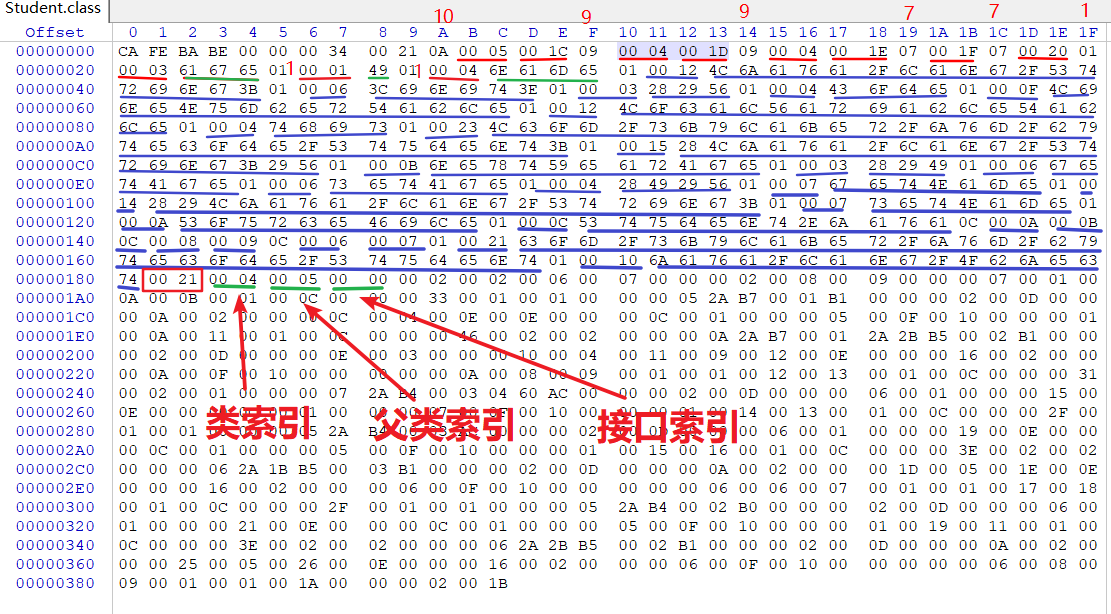 Student.class
10 9 9 7 7 1
Offset 0 1 2 3 4 5 6 7 8 9 A B C D E F 10 11 12 13 14 15 16 17 18 19 1A 1B 1C 1D 1E 1F
00000000 CA FE BA BE 00 00 00 34 00 21 0A 00 05 00 1C 09 00 04 00 1D 09 00 04 00 1E 07 00 1F 07 00 20 01
00000020 00 03 61 67 65 01 1 00 01 49 01 1 00 04 6E 61 6D 65 01 00 12 4C 6A 61 76 61 2F 6C 61 6E 67 2F 53 74
00000040 72 69 6E 67 3B 01 00 06 3C 69 6E 69 74 3E 01 00 03 28 29 56 01 00 04 43 6F 64 65 01 00 0F 4C 69
00000060 6E 65 4E 75 6D 62 65 72 54 61 62 6C 65 01 00 12 4C 6F 63 61 6C 56 61 72 69 61 62 6C 65 54 61 62
00000080 6C 65 01 00 04 74 68 69 73 01 00 23 4C 63 6F 6D 2F 73 6B 79 6C 61 6B 65 72 2F 6A 76 6D 2F 62 79
000000A0 74 65 63 6F 64 65 2F 53 74 75 64 65 6E 74 3B 01 00 15 28 4C 6A 61 76 61 2F 6C 61 6E 67 2F 53 74
000000C0 72 69 6E 67 3B 29 56 01 00 0B 6E 65 78 74 59 65 61 72 41 67 65 01 00 03 28 29 49 01 00 06 67 65
000000E0 74 41 67 65 01 00 06 73 65 74 41 67 65 01 00 04 28 49 29 56 01 00 07 67 65 74 4E 61 6D 65 01 00
00000100 14 28 29 4C 6A 61 76 61 2F 6C 61 6E 67 2F 53 74 72 69 6E 67 3B 01 00 07 73 65 74 4E 61 6D 65 01
00000120 00 0A 53 6F 75 72 63 65 46 69 6C 65 01 00 0C 53 74 75 64 65 6E 74 2E 6A 61 76 61 0C 00 0A 00 0B
00000140 0C 00 08 00 09 0C 00 06 00 07 01 00 21 63 6F 6D 2F 73 6B 79 6C 61 6B 65 72 2F 6A 76 6D 2F 62 79
00000160 74 65 63 6F 64 65 2F 53 74 75 64 65 6E 74 01 00 10 6A 61 76 61 2F 6C 61 6E 67 2F 4F 62 6A 65 63
00000180 74 00 21 00 04 00 05 00 00 00 02 00 02 00 06 00 07 00 00 00 02 00 08 00 09 00 00 00 07 00 01 00
000001A0 0A 00 0B 00 01 00 0C 00 00 00 33 00 01 00 01 00 00 00 05 2A B7 00 01 B1 00 00 00 02 00 0D 00 00
000001C0 00 0A 00 02 00 00 00 0C 00 04 00 0E 00 0E 00 00 00 0C 00 01 00 00 00 05 00 0F 00 10 00 00 00 01
000001E0 00 0A 00 11 00 01 00 0C 00 00 00 46 00 02 00 02 00 00 00 0A 2A B7 00 01 2A 2B B5 00 02 B1 00 00
00000200 00 02 00 0D 00 00 00 0E 00 03 00 00 00 10 00 04 00 11 00 09 00 12 00 0E 00 00 00 16 00 02 00 00
00000220 00 0A 00 0F 00 10 00 00 00 00 00 0A 00 08 00 09 00 01 00 01 00 12 00 13 00 01 00 0C 00 00 00 31
00000240 00 02 00 01 00 00 00 07 2A B4 00 03 04 60 AC 00 00 00 02 00 0D 00 00 00 06 00 01 00 00 00 15 00
类索引 父类索引 接口索引
00000260 0E 00 00 01 00 0F 00 10 00 00 00 01 00 14 00 13 00 01 00 0C 00 00 00 2F 00
00000280 01 00 01 00 05 2A B4 00 02 00 06 00 01 00 00 00 19 00 0E 00 00
000002A0 00 0C 00 01 00 00 00 05 00 0F 00 10 00 00 00 01 00 15 00 16 00 01 00 0C 00 00 00 3E 00 02 00 02
000002C0 00 00 00 06 2A 1B B5 00 03 B1 00 00 00 02 00 0D 00 00 00 0A 00 02 00 00 00 1D 00 05 00 1E 00 0E
000002E0 00 00 00 16 00 02 00 00 00 06 00 0F 00 10 00 00 00 00 00 06 00 06 00 07 00 01 00 01 00 17 00 18
00000300 00 01 00 0C 00 00 00 2F 00 01 00 01 00 00 00 05 2A B4 00 02 B0 00 00 00 02 00 0D 00 00 00 06 00
00000320 01 00 00 00 21 00 0E 00 00 00 0C 00 01 00 00 00 05 00 0F 00 10 00 00 00 01 00 19 00 11 00 01 00
00000340 0C 00 00 00 3E 00 02 00 02 00 00 00 06 2A 2B B5 00 02 B1 00 00 00 02 00 0D 00 00 00 0A 00 02 00
00000360 00 00 25 00 05 00 26 00 0E 00 00 00 16 00 02 00 00 00 06 00 0F 00 10 00 00 00 00 00 06 00 08 00
00000380 09 00 01 00 01 00 1A 00 00 00 02 00 1B